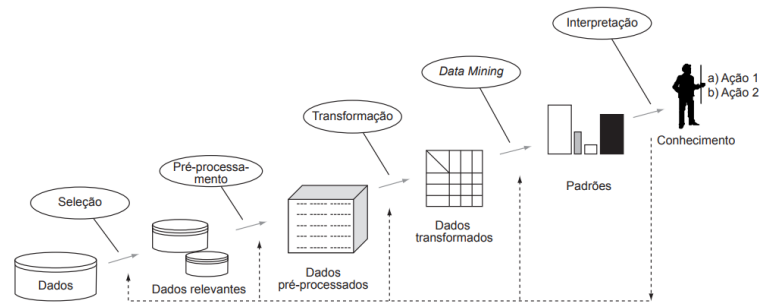 Interpretação
a) Ação 1
b) Ação 2
Conhecimento
Data Mining
Padrões
Transformação
Dados
transformados
Pré-processa-
mento
Dados
pré-processados
Seleção
Dados relevantes
Dados